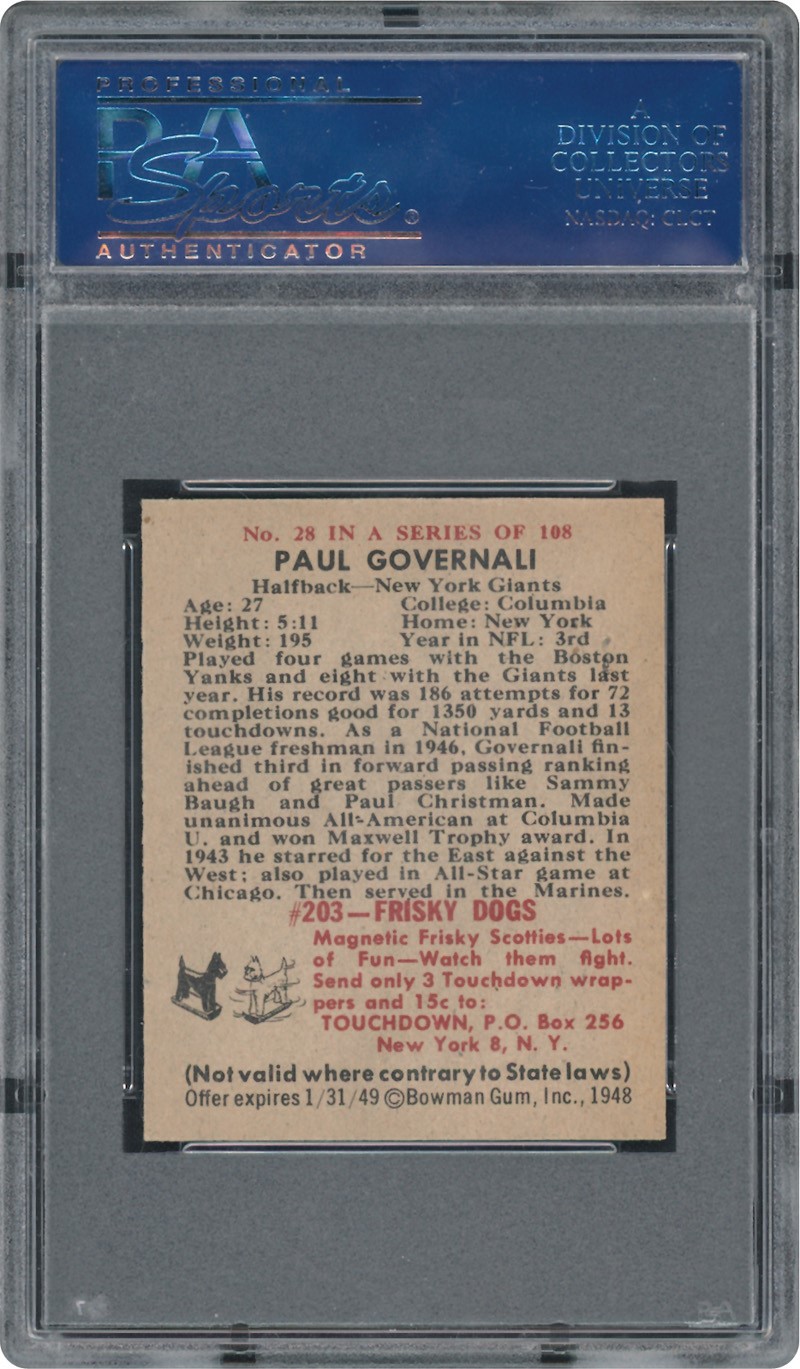 PROFESSIONAL
PSA
Sports ®
AUTHENTICATOR
A
DIVISION OF
COLLECTORS
UNIVERSE
NASDAQ: CLCT
No. 28 IN A SERIES OF 108
PAUL GOVERNALI
Halfback—New York Giants
Age: 27 College: Columbia
Height: 5:11 Home: New York
Weight: 195 Year in NFL: 3rd
Played four games with the Boston
Yanks and eight with the Giants last
year. His record was 186 attempts for 72
completions good for 1350 yards and 13
touchdowns. As a National Football
League freshman in 1946, Governali fin-
ished third in forward passing ranking
ahead of great passers like Sammy
Baugh and Paul Christman. Made
unanimous All-American at Columbia
U. and won Maxwell Trophy award. In
1943 he starred for the East against the
West; also played in All-Star game at
Chicago. Then served in the Marines.
#203—FRISKY DOGS
Magnetic Frisky Scotties—Lots
of Fun—Watch them fight.
Send only 3 Touchdown wrap-
pers and 15c to:
TOUCHDOWN, P.O. Box 256
New York 8, N. Y.
(Not valid where contrary to State laws)
Offer expires 1/31/49 ©Bowman Gum, Inc., 1948
PSA